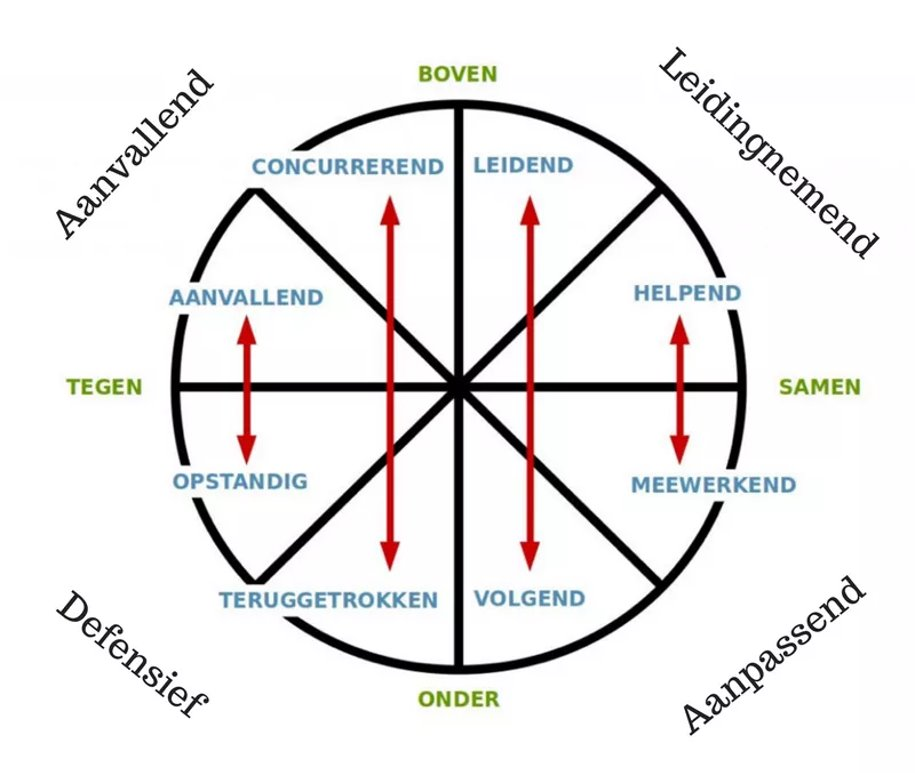 Aanvallend
BOVEN
Leidingnemend
CONCURREREND
LEIDEND
AANVALLEND
HELPEND
TEGEN
SAMEN
OPSTANDIG
MEEWERKEND
TERUGGETROKKEN
VOLGEND
Defensief
ONDER
Aanpassend